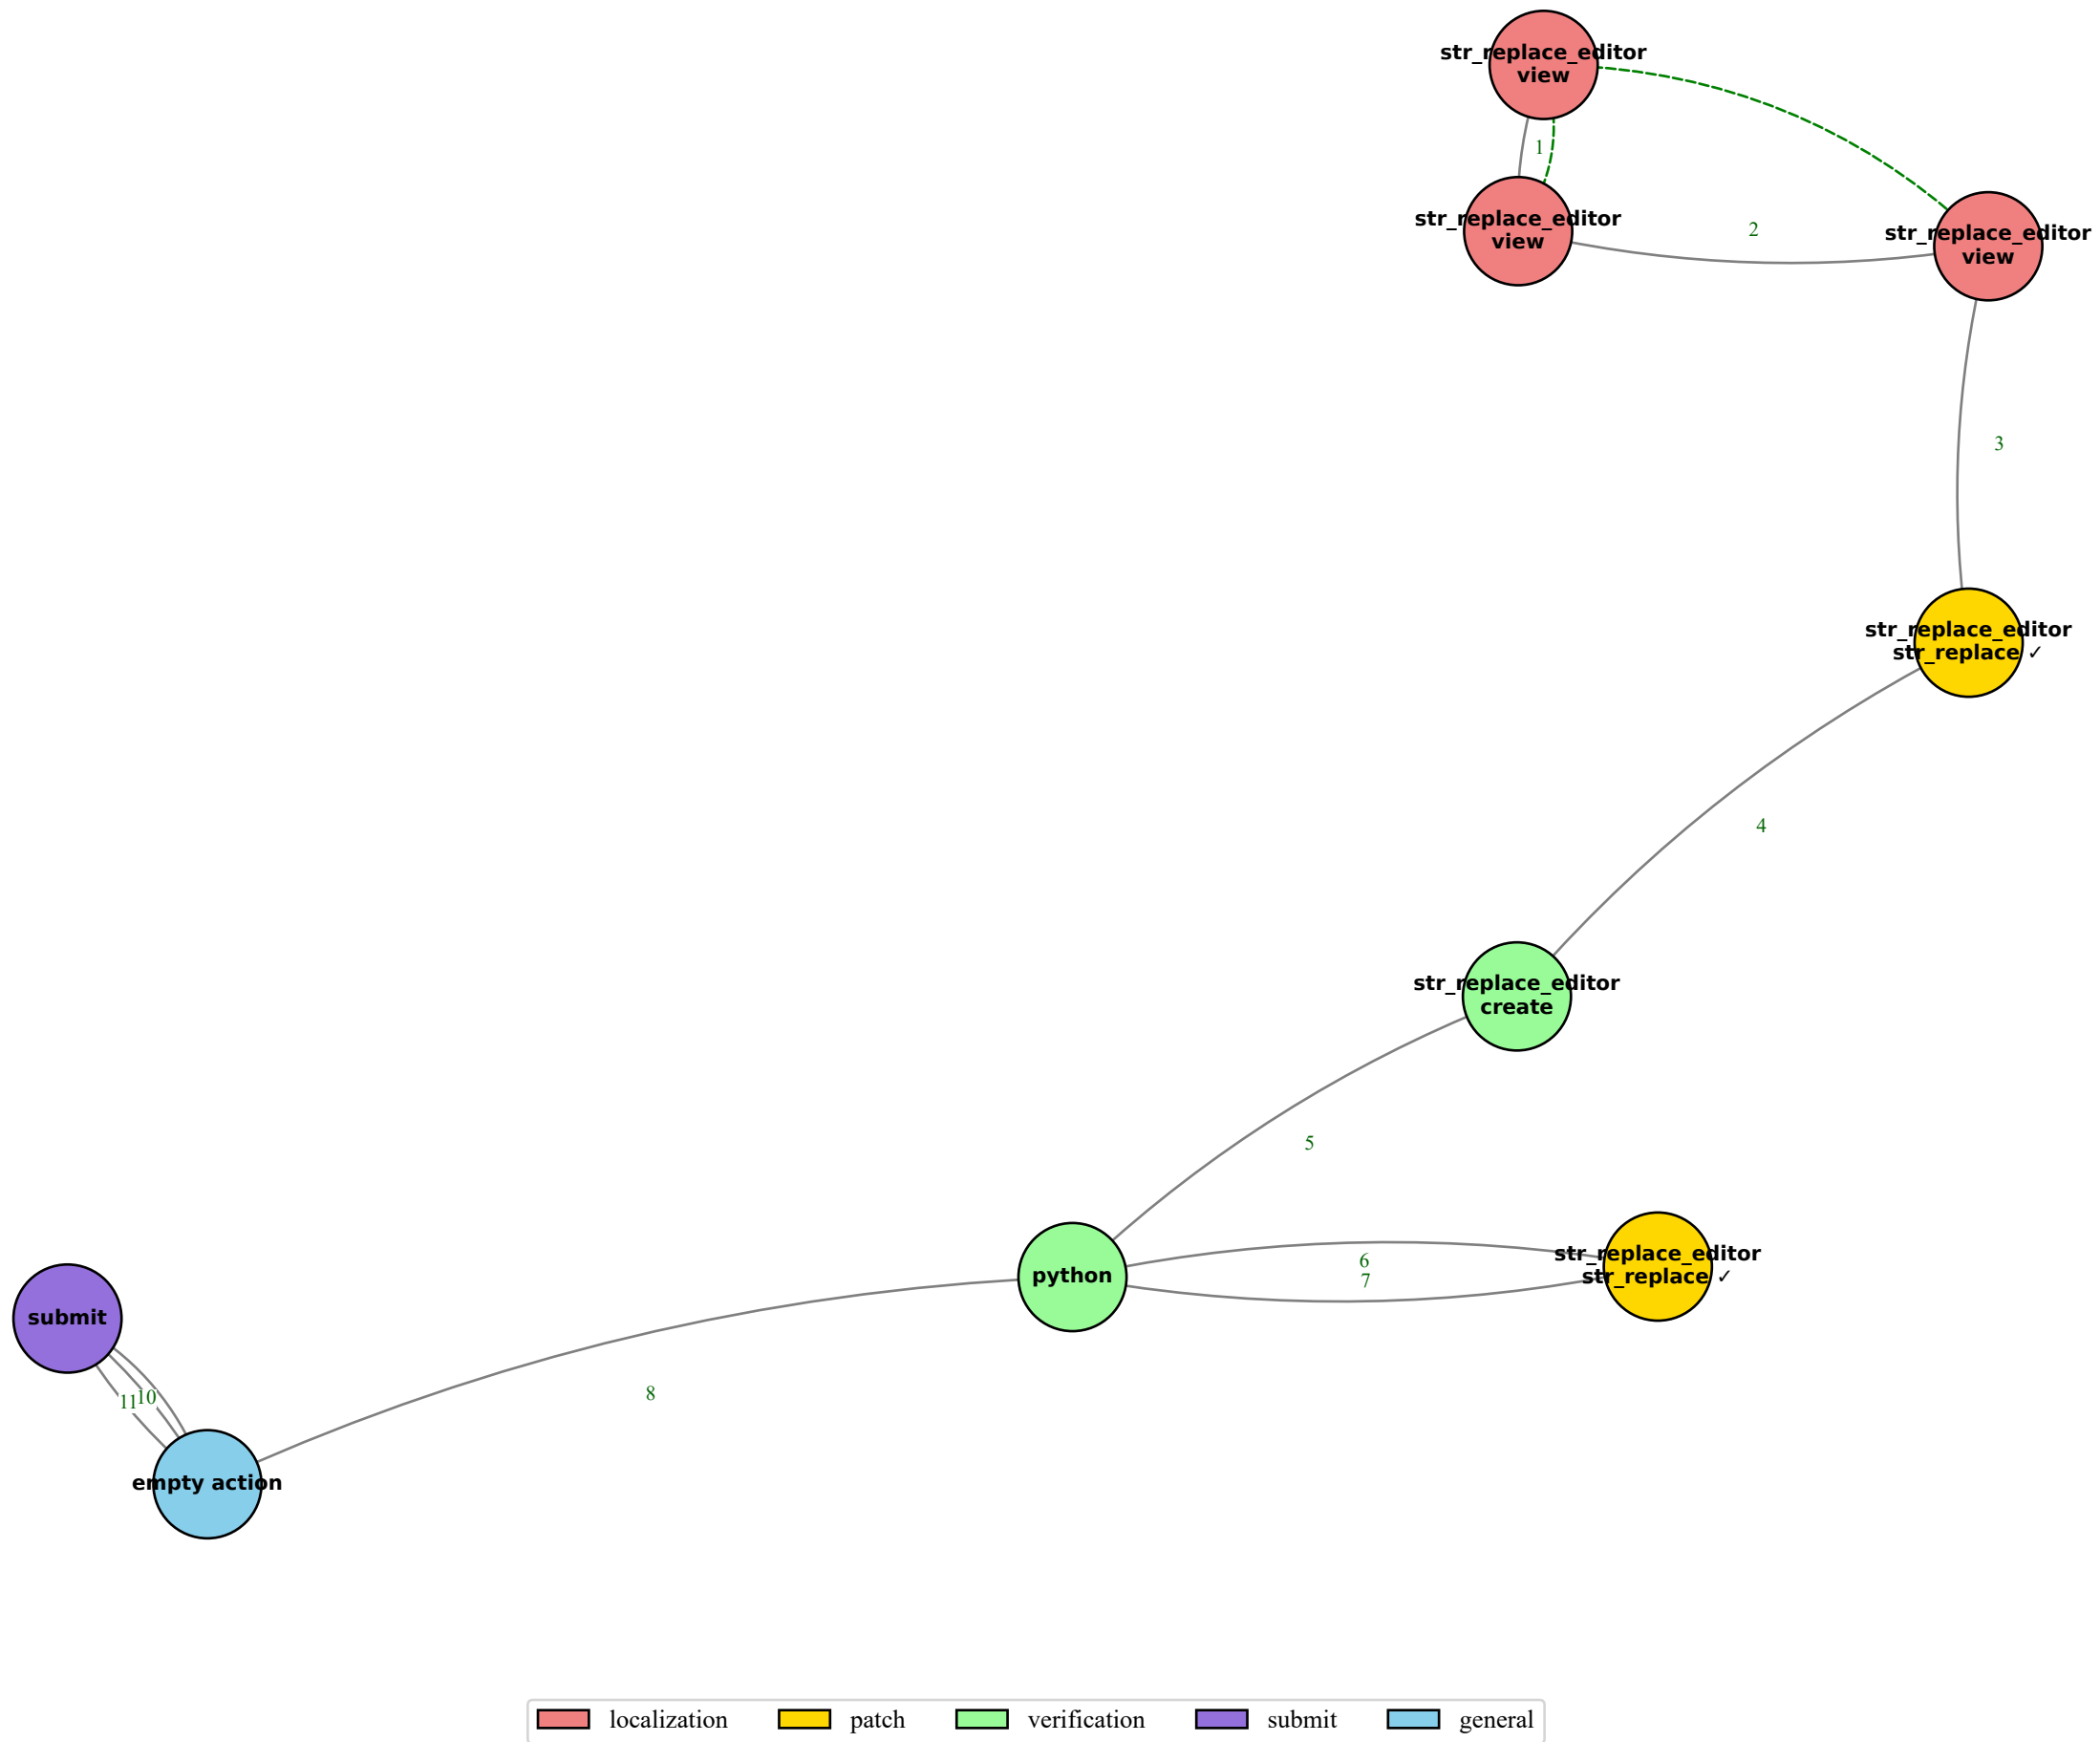 str_replace_editor
view
1
str_replace_editor
view
2
str_replace_editor
view
3
str_replace_editor
str_replace ✓
4
str_replace_editor
create
5
6
7
str_replace_editor
str_replace ✓
python
submit
8
11
10
empty action
localization
patch
verification
submit
general